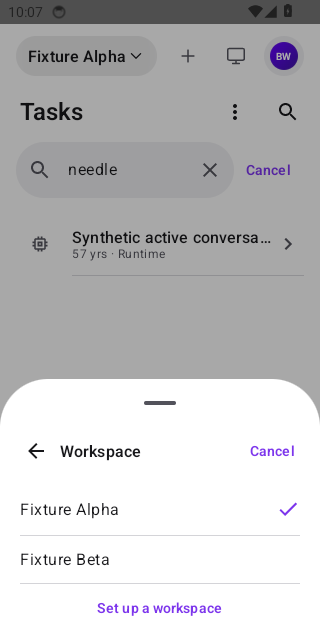 10:07
Fixture Alpha
BW
Tasks
needle
Cancel
Synthetic active conversa...
57 yrs · Runtime
Workspace
Cancel
Fixture Alpha
Fixture Beta
Set up a workspace